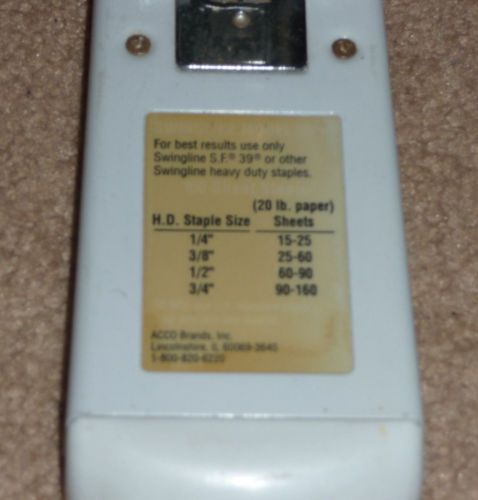 For best results use only
Swingline S.F.® 39® or other
Swingline heavy duty staples.
(20 lb. paper)
H.D. Staple Size Sheets
1/4" 15-25
3/8" 25-60
1/2" 60-90
3/4" 90-160
ACCO Brands, Inc.
Lincolnshire, IL 60069-3640
1-800-820-6220